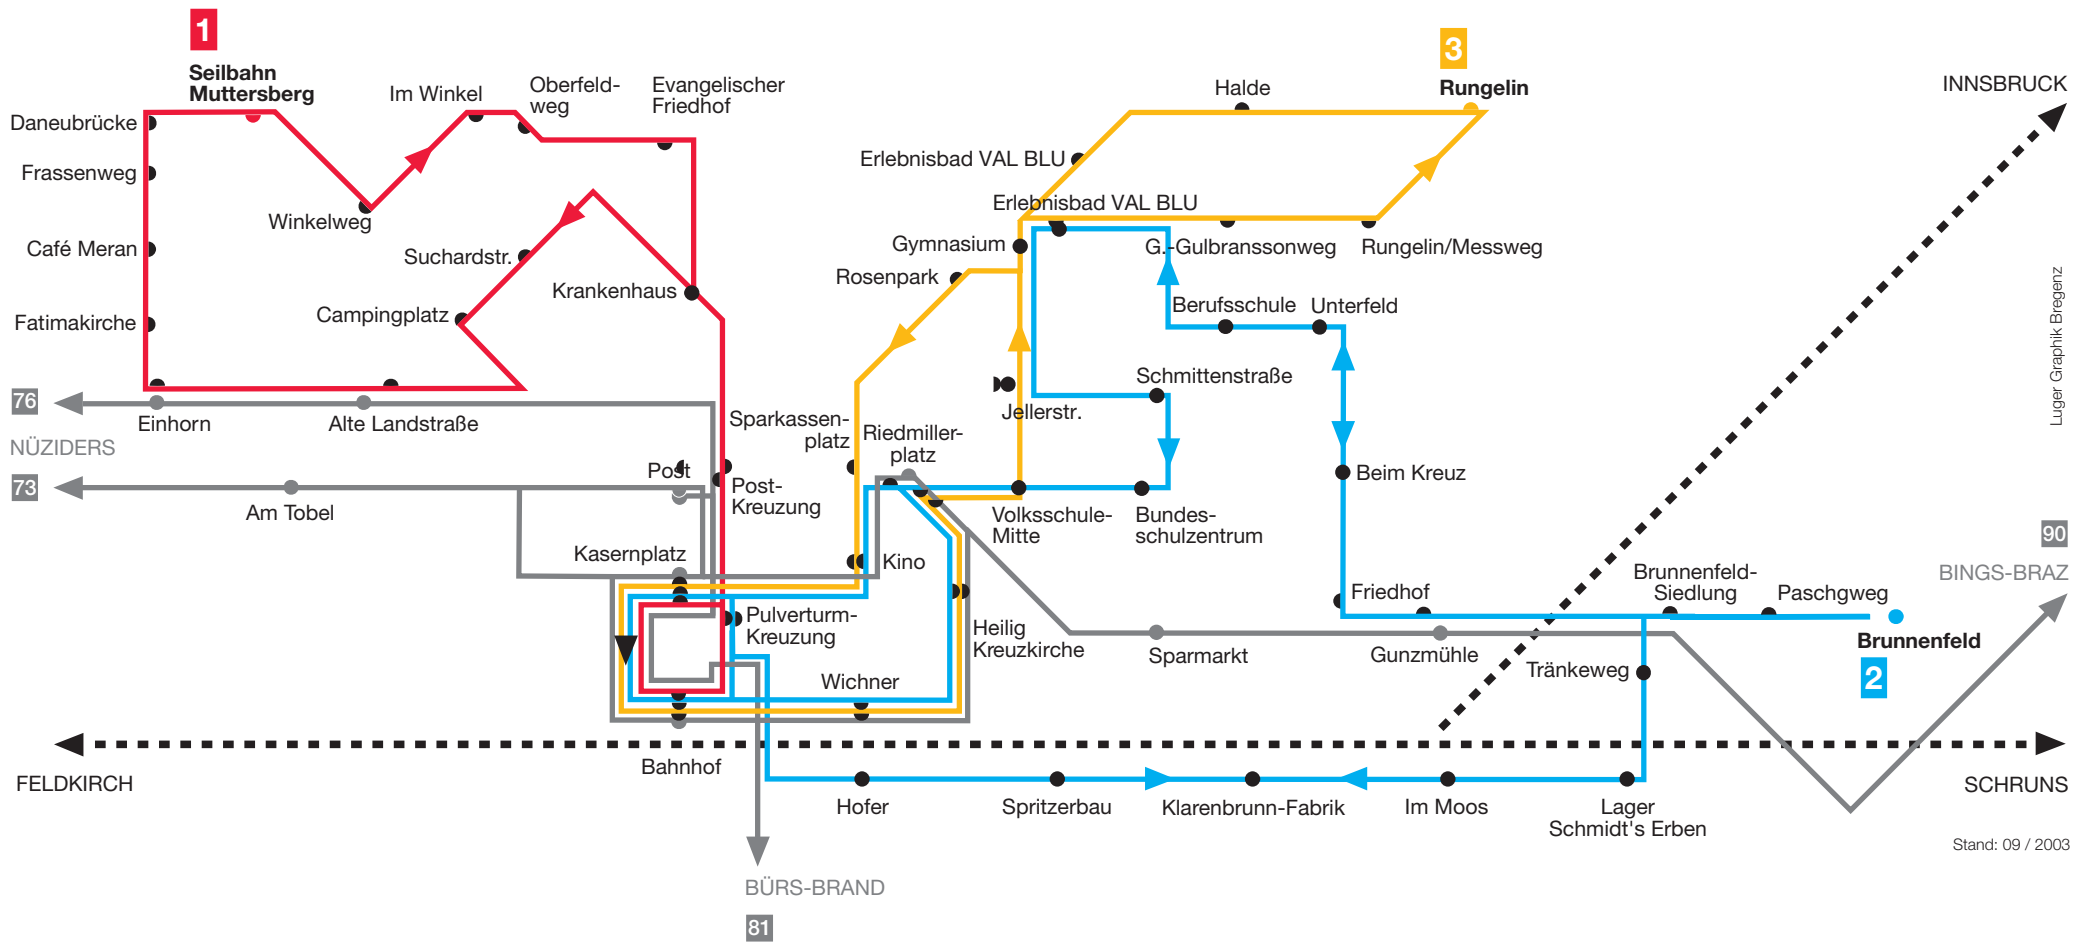 1
Seilbahn
Muttersberg
Im Winkel
Oberfeld-
weg
Evangelischer
Friedhof
Daneubrücke
Frassenweg
Winkelweg
Café Meran
Suchardstr.
Krankenhaus
Fatimakirche
Campingplatz
76
Einhorn
Alte Landstraße
NÜZIDERS
73
Am Tobel
Post
Post-
Kreuzung
Kasernplatz
Pulverturm-
Kreuzung
Sparkassen-
platz
Riedmiller-
platz
Kino
Wichner
Heilig
Kreuzkirche
Bahnhof
3
Rungelin
Halde
Erlebnisbad VAL BLU
Erlebnisbad VAL BLU
Gymnasium
G.-Gulbranssonweg
Rungelin/Messweg
Rosenpark
Berufsschule
Unterfeld
Schmittenstraße
Jellerstr.
Beim Kreuz
Volksschule-
Mitte
Bundes-
schulzentrum
Friedhof
Brunnenfeld-
Siedlung
Paschgweg
Brunnenfeld
2
Sparmarkt
Gunzmühle
Tränkeweg
INNSBRUCK
Luger Graphik Bregenz
90
BINGS-BRAZ
FELDKIRCH
SCHRUNS
Hofer
Spritzerbau
Klarenbrunn-Fabrik
Im Moos
Lager
Schmidt's Erben
Stand: 09 / 2003
BÜRS-BRAND
81